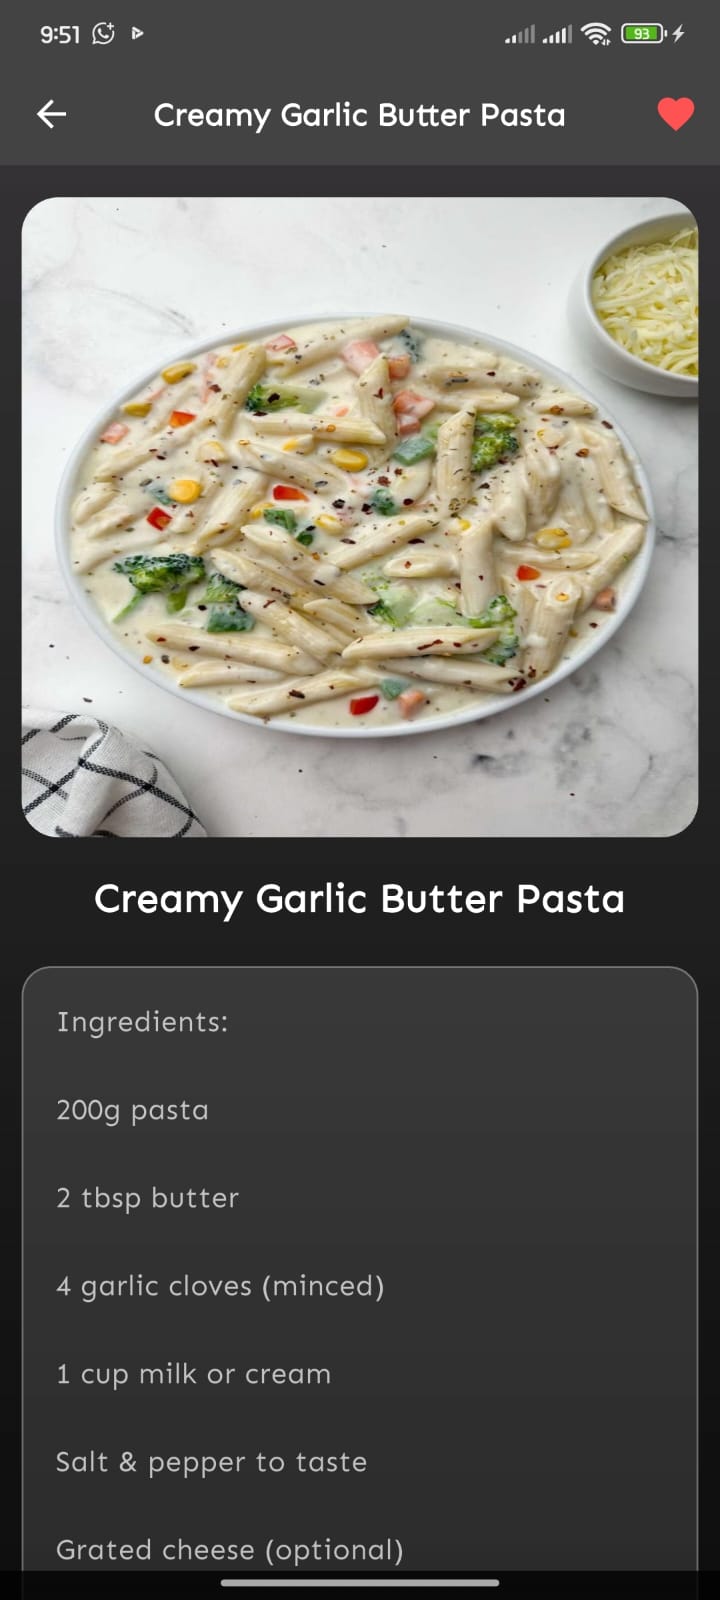 9:51
93
Creamy Garlic Butter Pasta
Creamy Garlic Butter Pasta
Ingredients:
200g pasta
2 tbsp butter
4 garlic cloves (minced)
1 cup milk or cream
Salt & pepper to taste
Grated cheese (optional)